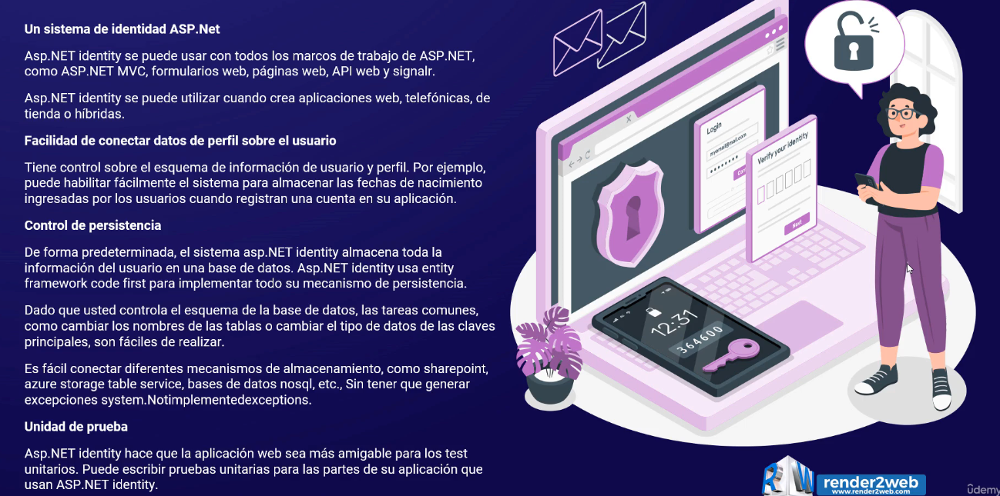 Un sistema de identidad ASP.Net
Asp.NET identity se puede usar con todos los marcos de trabajo de ASP.NET,
como ASP.NET MVC, formularios web, páginas web, API web y signalr.
Asp.NET identity se puede utilizar cuando crea aplicaciones web, telefónicas, de
tienda o híbridas.
Facilidad de conectar datos de perfil sobre el usuario
Tiene control sobre el esquema de información de usuario y perfil. Por ejemplo,
puede habilitar fácilmente el sistema para almacenar las fechas de nacimiento
ingresadas por los usuarios cuando registran una cuenta en su aplicación.
Control de persistencia
De forma predeterminada, el sistema asp.NET identity almacena toda la
información del usuario en una base de datos. Asp.NET identity usa entity
framework code first para implementar todo su mecanismo de persistencia.
Dado que usted controla el esquema de la base de datos, las tareas comunes,
como cambiar los nombres de las tablas o cambiar el tipo de datos de las claves
principales, son fáciles de realizar.
Es fácil conectar diferentes mecanismos de almacenamiento, como sharepoint,
azure storage table service, bases de datos nosql, etc., Sin tener que generar
excepciones system.Notimplementedexceptions.
Unidad de prueba
Asp.NET identity hace que la aplicación web sea más amigable para los test
unitarios. Puede escribir pruebas unitarias para las partes de su aplicación que
usan ASP.NET identity.
Login
myemail@mail.com
Verify your identity
Next
12:31
364600
R W
render2web
www.render2web.com
udemy